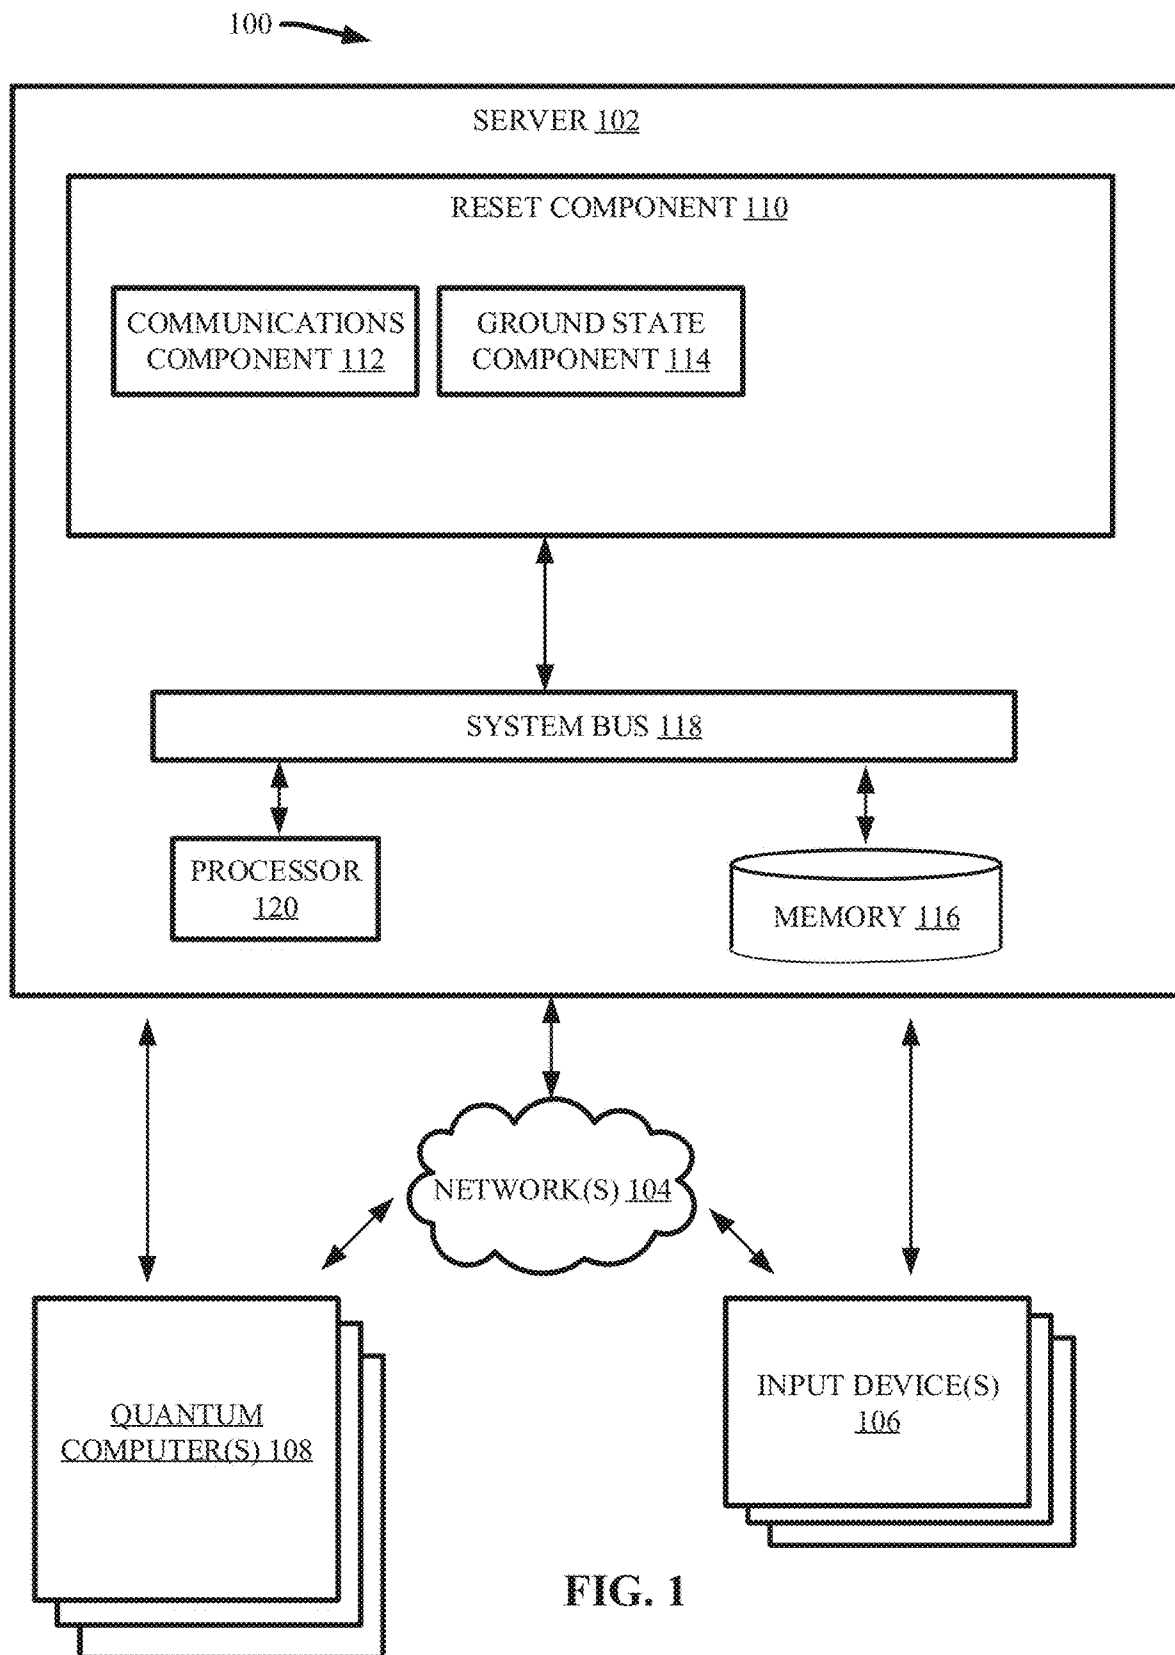 100
SERVER 102
RESET COMPONENT 110
COMMUNICATIONS
COMPONENT 112
GROUND STATE
COMPONENT 114
SYSTEM BUS 118
PROCESSOR
120
MEMORY 116
NETWORK(S) 104
QUANTUM
COMPUTER(S) 108
INPUT DEVICE(S)
106
FIG. 1